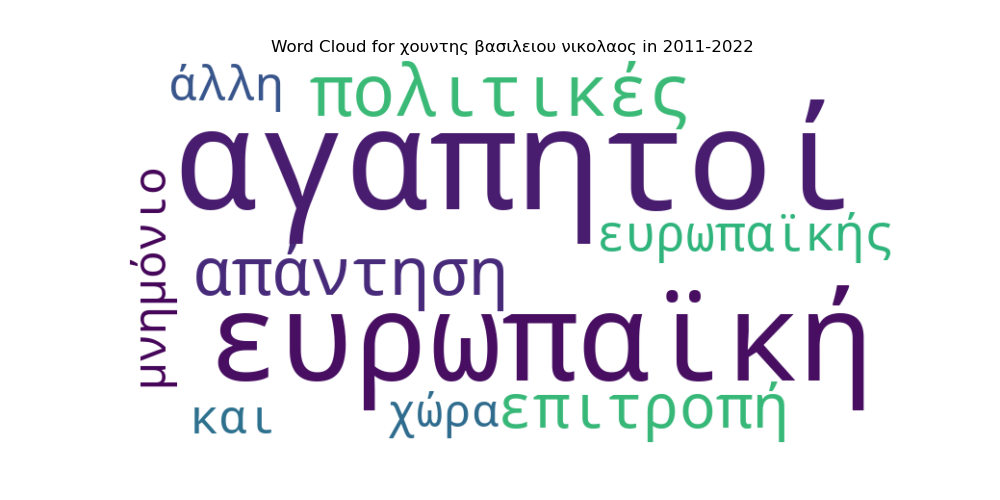 Word Cloud for χουντης βασιλειου νικολαος in 2011-2022
άλλη
πολιτικές
αγαπητοί
μνημόνιο
ευρωπαϊκής
απάντηση
ευρωπαϊκή
και
χώρα
επιτροπή